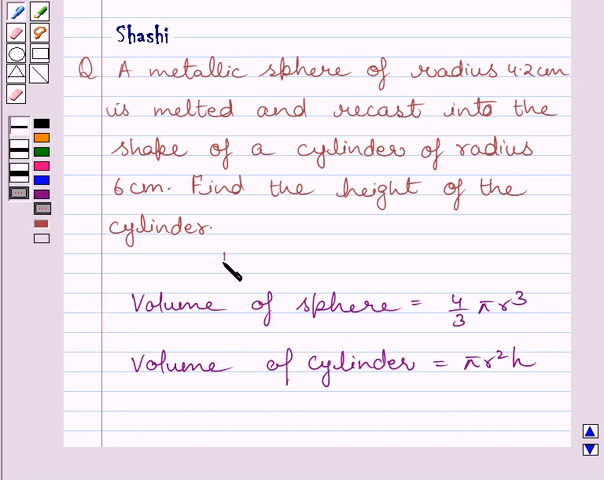 Shashi
Q A metallic sphere of radius 4.2cm
is melted and recast into the
shape of a cylinder of radius
6cm. Find the height of the
cylinder.
Volume of sphere = 4/3 πr³
Volume of cylinder = πr²h